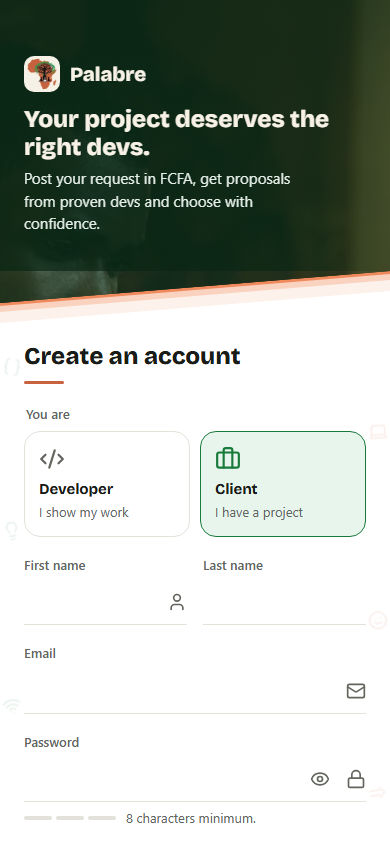 Palabre
Your project deserves the
right devs.
Post your request in FCFA, get proposals
from proven devs and choose with
confidence.
Create an account
You are
Developer
I show my work
Client
I have a project
First name
Last name
Email
Password
8 characters minimum.